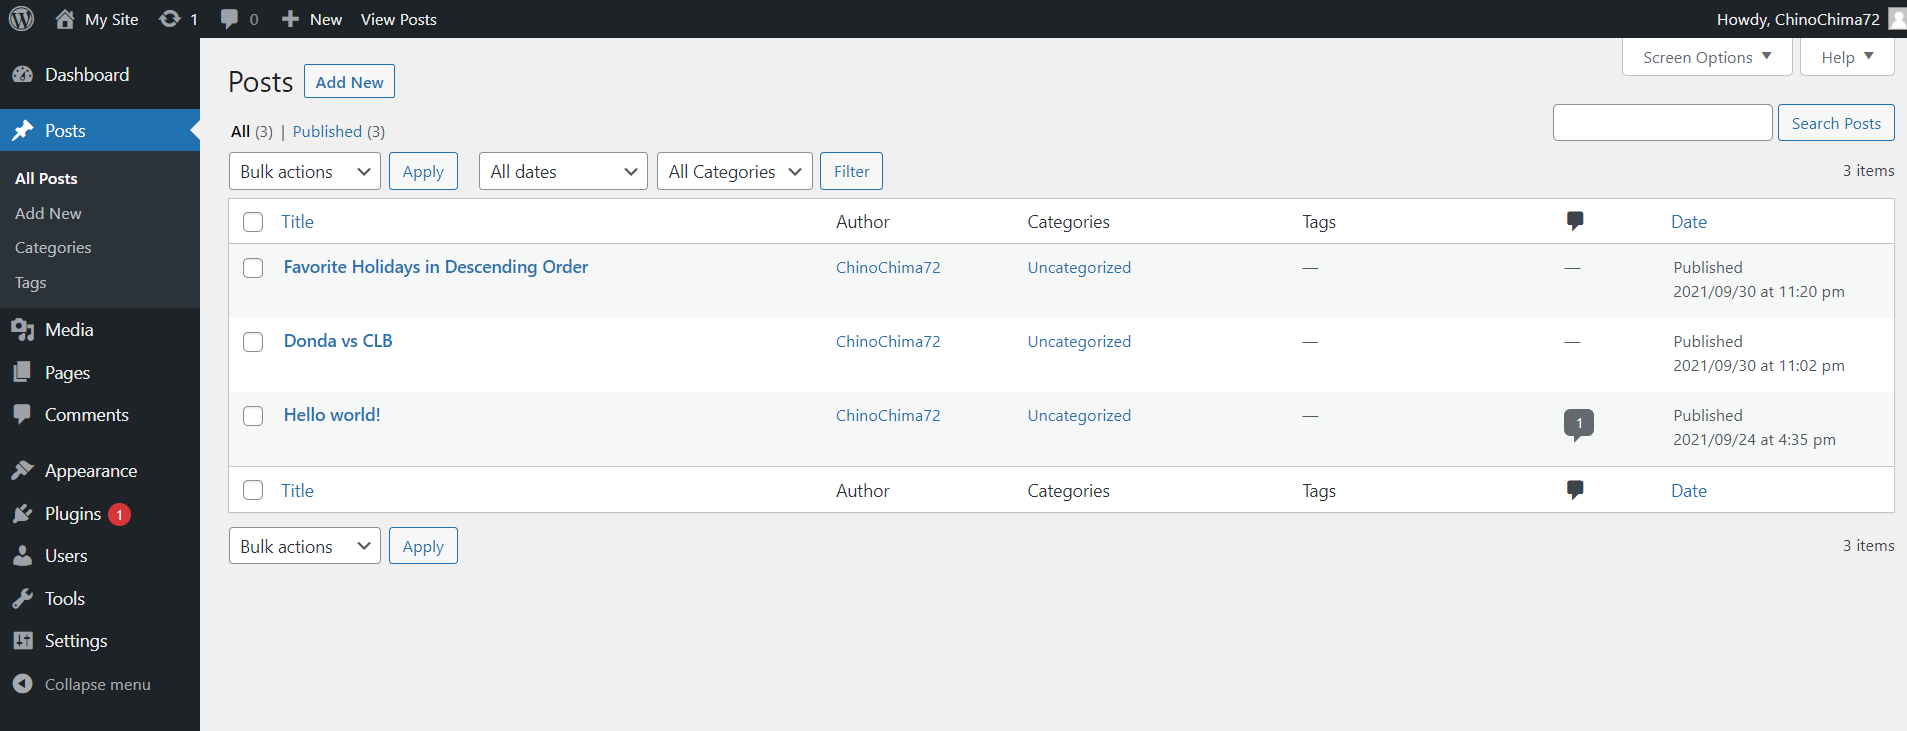 My Site 1 0 New View Posts Howdy, ChinoChima72
Dashboard
Posts
All Posts
Add New
Categories
Tags
Media
Pages
Comments
Appearance
Plugins 1
Users
Tools
Settings
Collapse menu
Screen Options Help
Posts Add New
All (3) | Published (3)
Search Posts
Bulk actions Apply All dates All Categories Filter 3 items
Title Author Categories Tags Date
Favorite Holidays in Descending Order ChinoChima72 Uncategorized — — Published
2021/09/30 at 11:20 pm
Donda vs CLB ChinoChima72 Uncategorized — — Published
2021/09/30 at 11:02 pm
Hello world! ChinoChima72 Uncategorized — 1 Published
2021/09/24 at 4:35 pm
Title Author Categories Tags Date
Bulk actions Apply 3 items